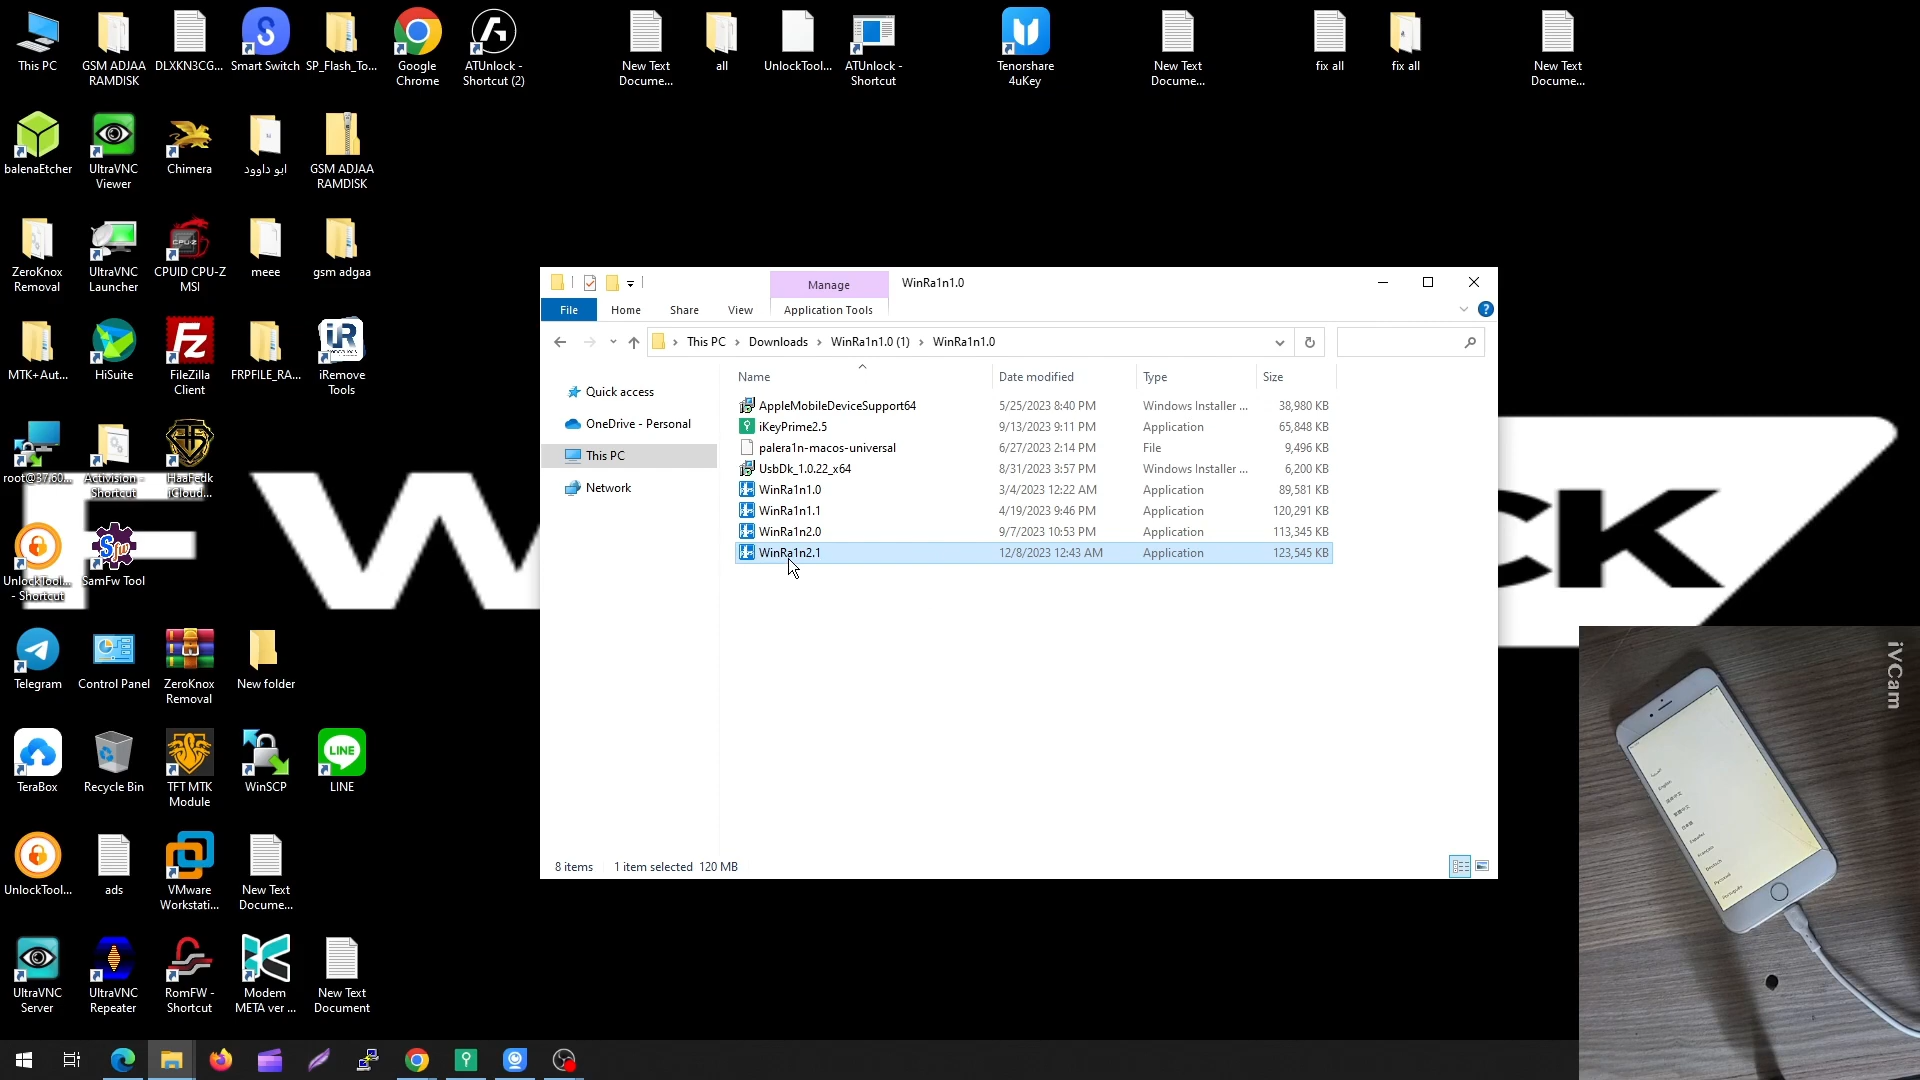 This PC
GSM ADJAA
RAMDISK
DLXKN3CG...
Smart Switch
SP_Flash_To...
Google
Chrome
ATUnlock -
Shortcut (2)
New Text
Docume...
all
UnlockTool...
ATUnlock -
Shortcut
Tenorshare
4uKey
New Text
Docume...
fix all
fix all
New Text
Docume...
balenaEtcher
UltraVNC
Viewer
Chimera
ابو داوود
GSM ADJAA
RAMDISK
ZeroKnox
Removal
UltraVNC
Launcher
CPUID CPU-Z
MSI
meee
gsm adgaa
MTK+Aut...
HiSuite
FileZilla
Client
FRPFILE_RA...
iRemove
Tools
root@37.60...
Activision -
Shortcut
HaaFedk
iCloud...
UnlockTool...
- Shortcut
SamFw Tool
Telegram
Control Panel
ZeroKnox
Removal
New folder
TeraBox
Recycle Bin
TFT MTK
Module
WinSCP
LINE
UnlockTool...
ads
VMware
Workstati...
New Text
Docume...
UltraVNC
Server
UltraVNC
Repeater
RomFW -
Shortcut
Modem
META ver ...
New Text
Document
Manage
WinRa1n1.0
File
Home
Share
View
Application Tools
This PC
Downloads
WinRa1n1.0 (1)
WinRa1n1.0
Quick access
OneDrive - Personal
This PC
Network
Name
Date modified
Type
Size
AppleMobileDeviceSupport64 5/25/2023 8:40 PM Windows Installer ... 38,980 KB
iKeyPrime2.5 9/13/2023 9:11 PM Application 65,848 KB
palera1n-macos-universal 6/27/2023 2:14 PM File 9,496 KB
UsbDk_1.0.22_x64 8/31/2023 3:57 PM Windows Installer ... 6,200 KB
WinRa1n1.0 3/4/2023 12:22 AM Application 89,581 KB
WinRa1n1.1 4/19/2023 9:46 PM Application 120,291 KB
WinRa1n2.0 9/7/2023 10:53 PM Application 113,345 KB
WinRa1n2.1 12/8/2023 12:43 AM Application 123,545 KB
8 items
1 item selected 120 MB
iVCam